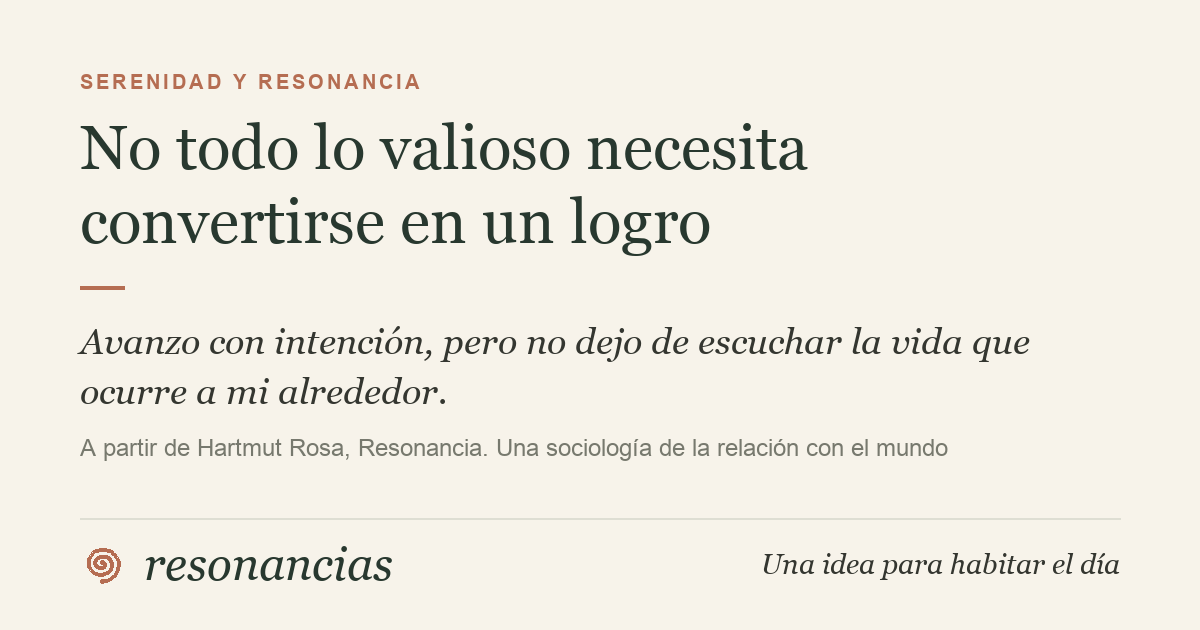 SERENIDAD Y RESONANCIA
No todo lo valioso necesita
convertirse en un logro
Avanzo con intención, pero no dejo de escuchar la vida que
ocurre a mi alrededor.
A partir de Hartmut Rosa, Resonancia. Una sociología de la relación con el mundo
resonancias
Una idea para habitar el día